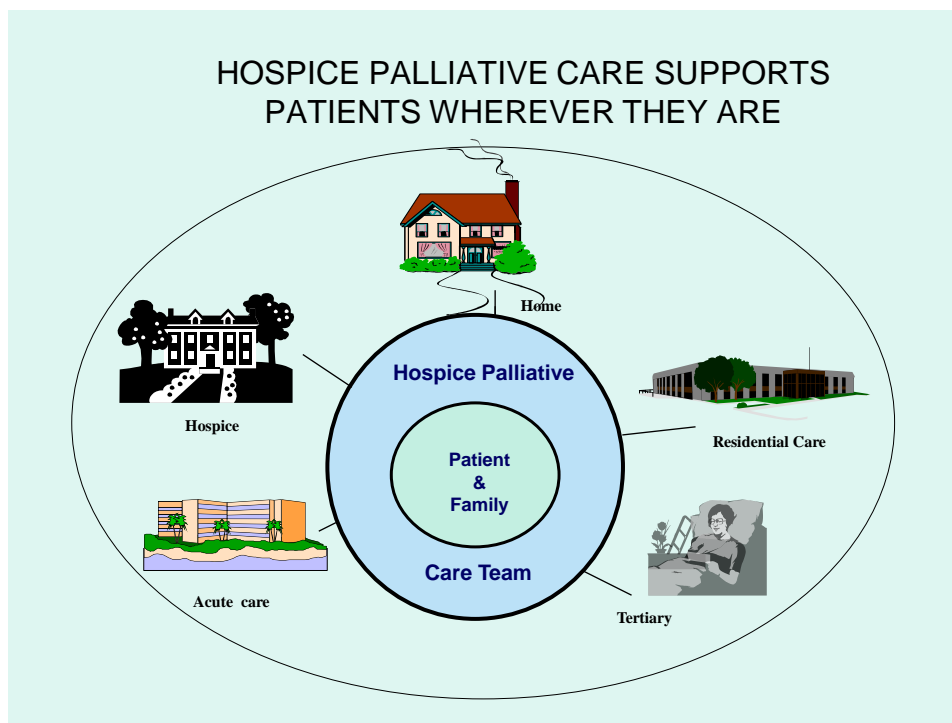 HOSPICE PALLIATIVE CARE SUPPORTS
PATIENTS WHEREVER THEY ARE
Home
Hospice Palliative
Hospice
Residential Care
Patient
&
Family
Care Team
Acute care
Tertiary